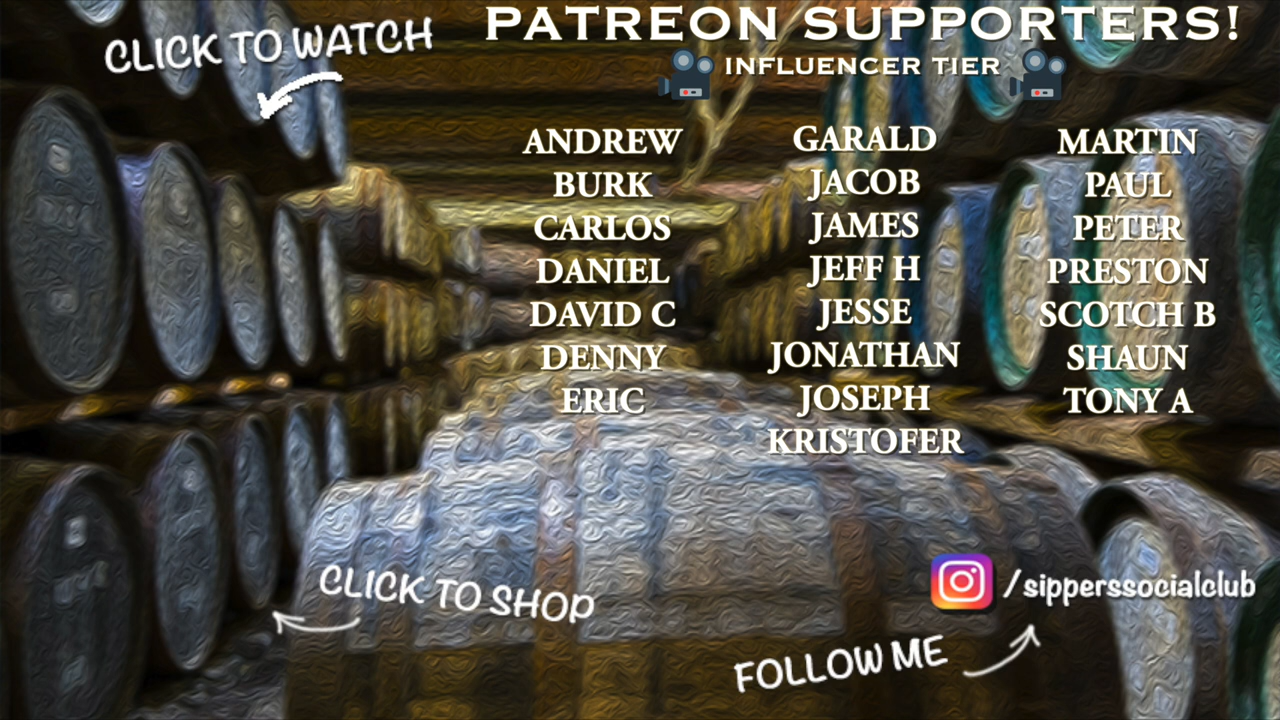 CLICK TO WATCH
PATREON SUPPORTERS!
INFLUENCER TIER
ANDREW
BURK
CARLOS
DANIEL
DAVID C
DENNY
ERIC
GARALD
JACOB
JAMES
JEFF H
JESSE
JONATHAN
JOSEPH
KRISTOFER
MARTIN
PAUL
PETER
PRESTON
SCOTCH B
SHAUN
TONY A
CLICK TO SHOP
/sipperssocialclub
FOLLOW ME